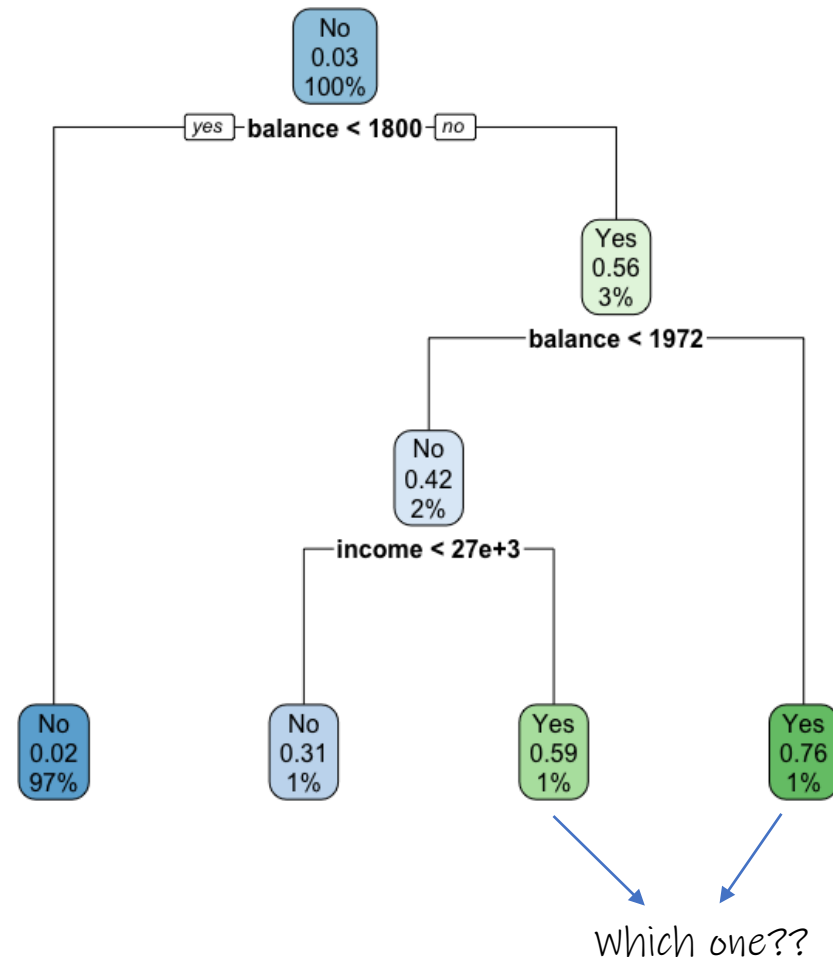 No
0.03
100%
yes balance < 1800 no
Yes
0.56
3%
balance < 1972
No
0.42
2%
income < 27e+3
No
0.02
97%
No
0.31
1%
Yes
0.59
1%
Yes
0.76
1%
Which one??